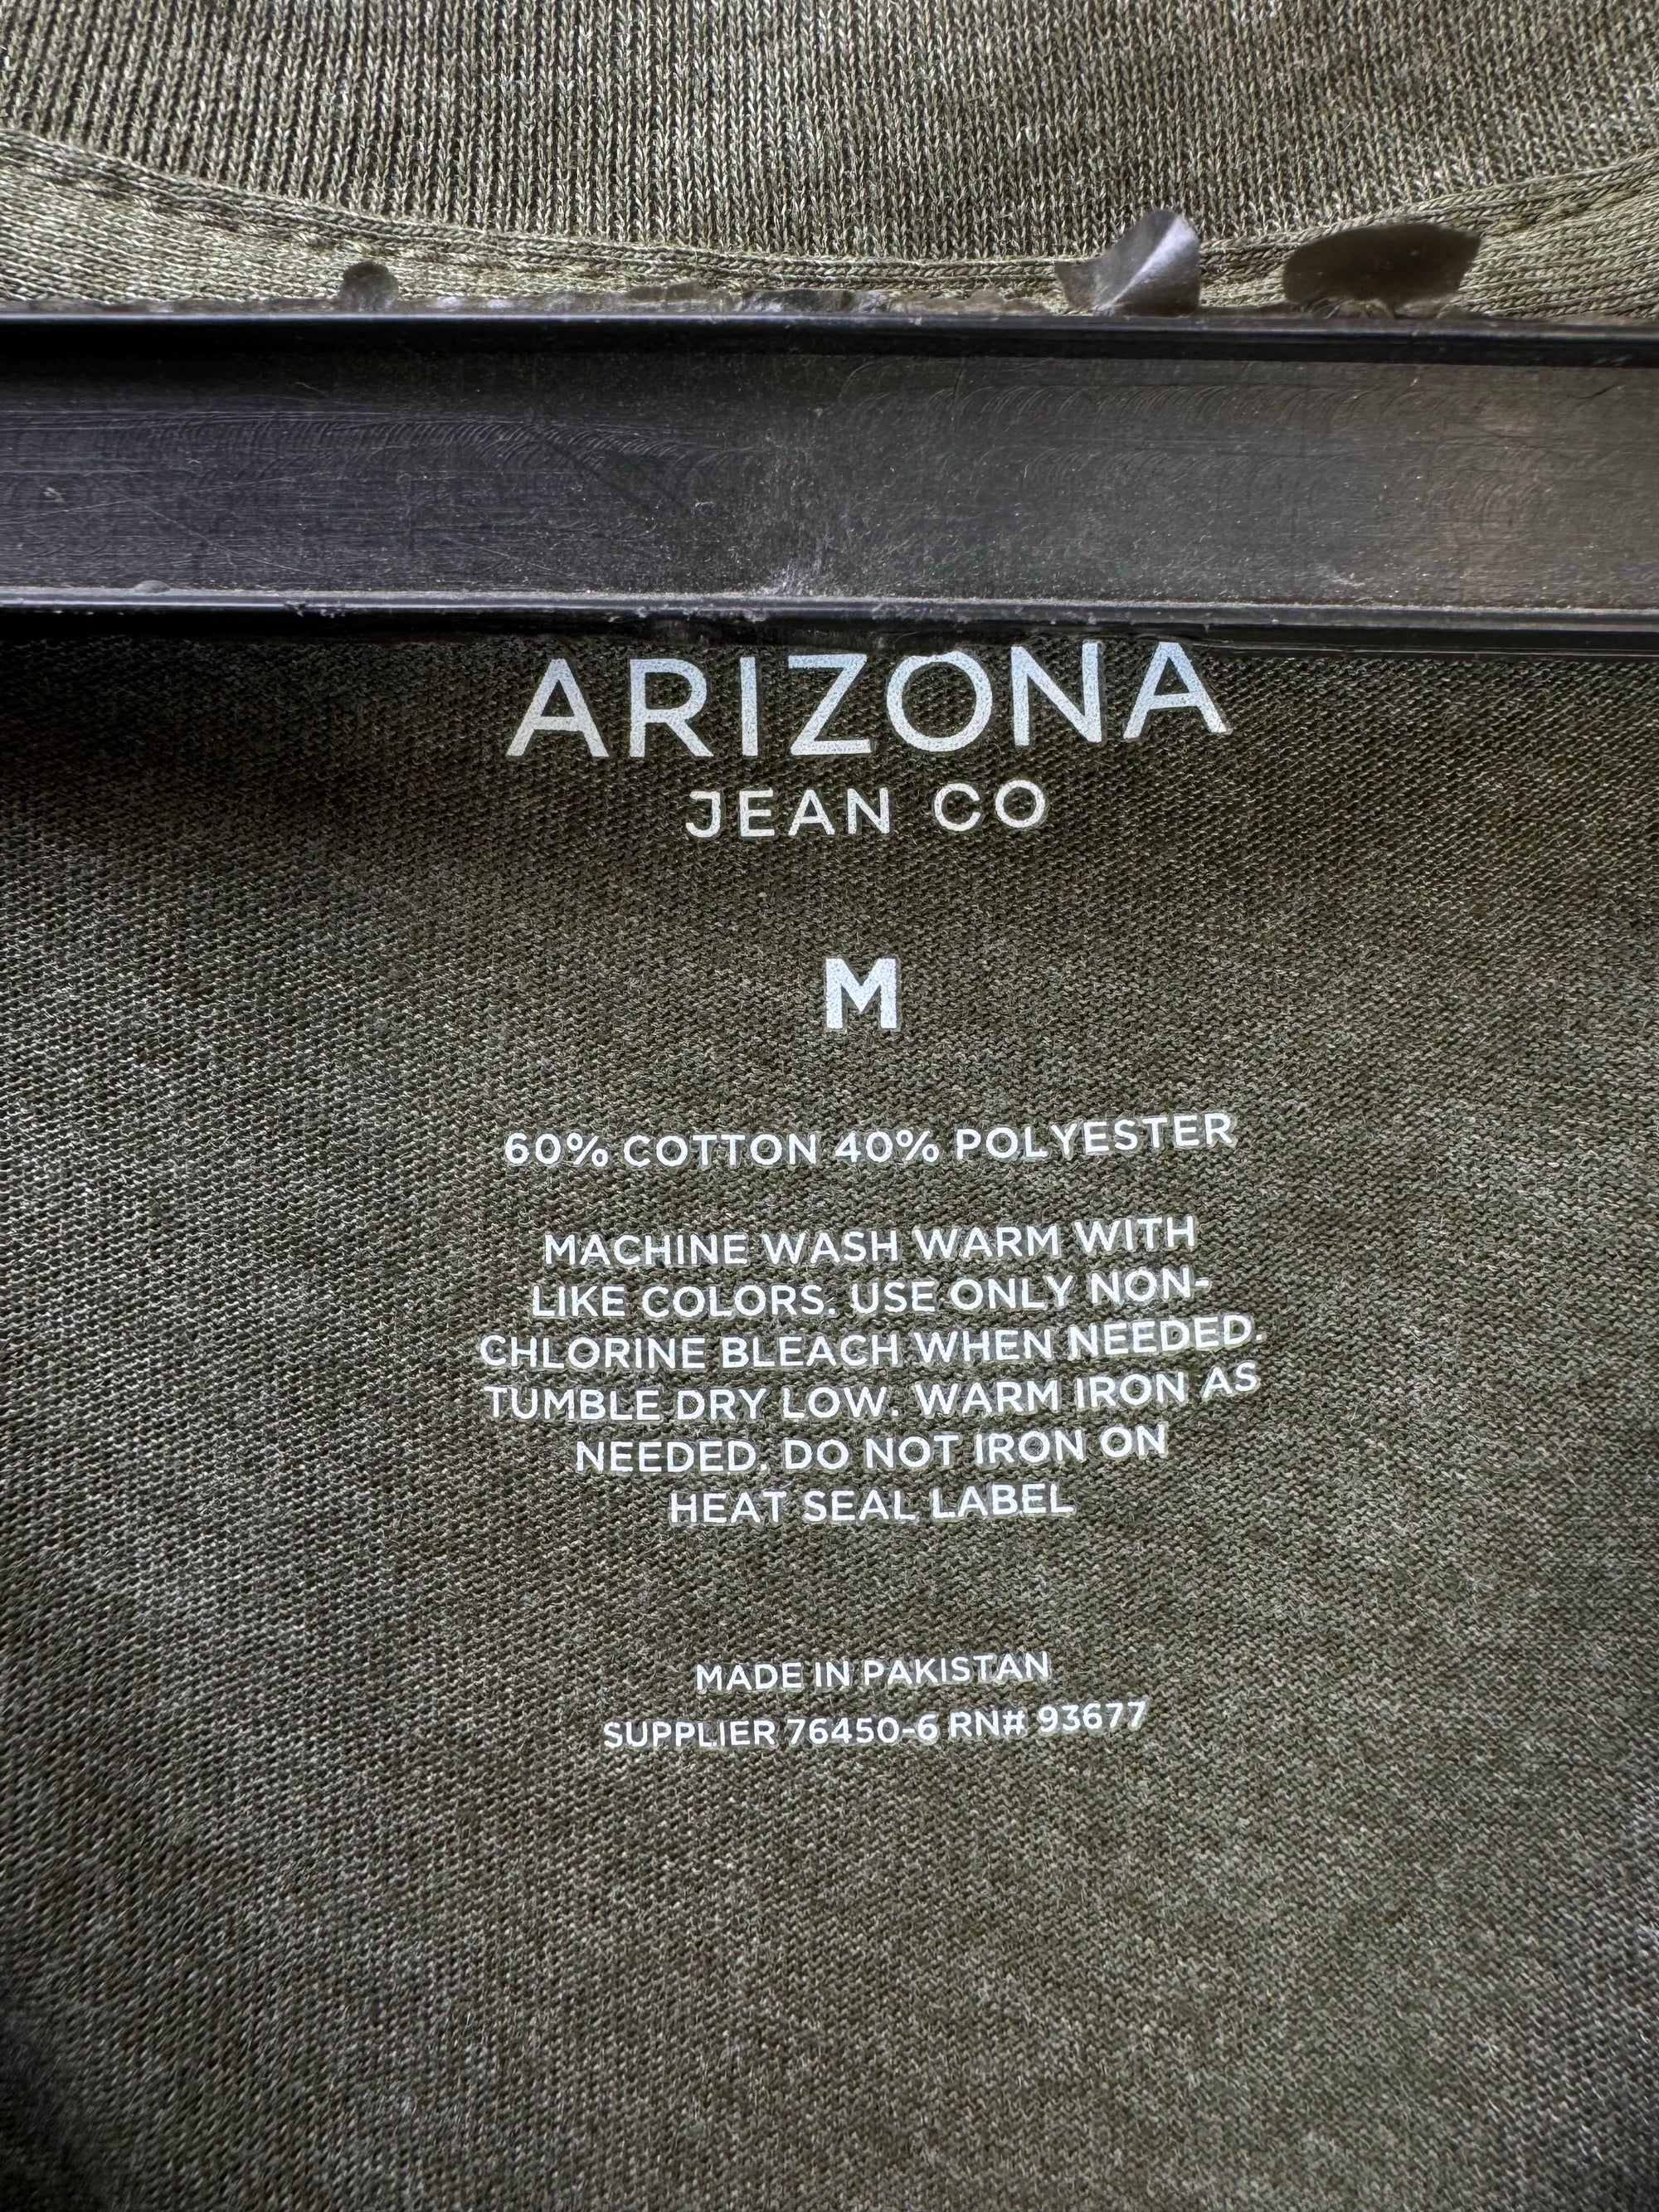 ARIZONA
JEAN CO
M
60% COTTON 40% POLYESTER
MACHINE WASH WARM WITH
LIKE COLORS. USE ONLY NON-
CHLORINE BLEACH WHEN NEEDED.
TUMBLE DRY LOW. WARM IRON AS
NEEDED. DO NOT IRON ON
HEAT SEAL LABEL
MADE IN PAKISTAN
SUPPLIER 76450-6 RN# 93677